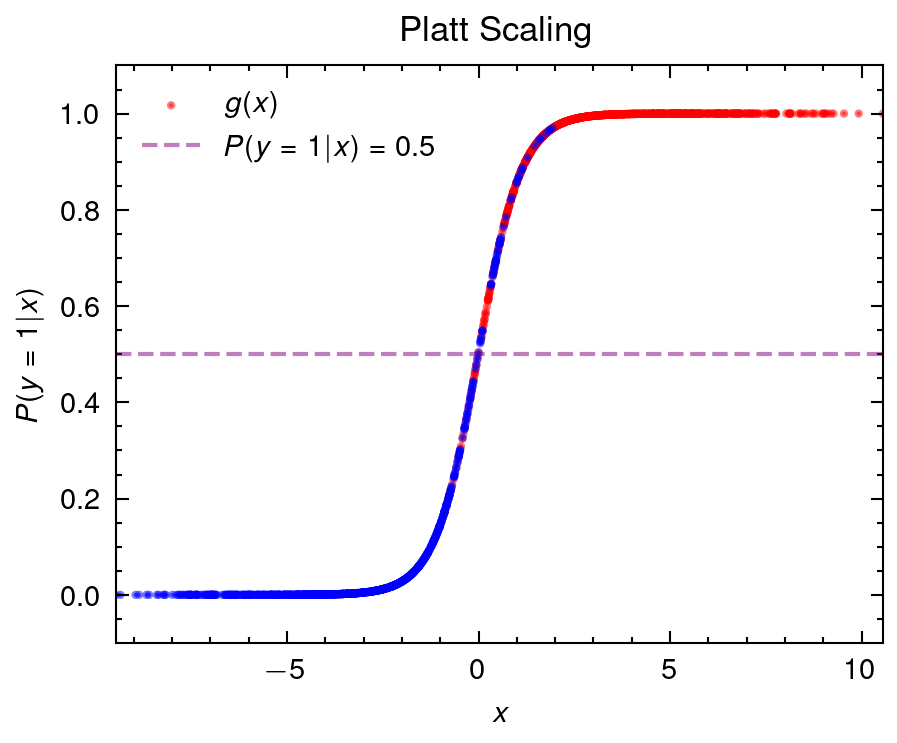 Platt Scaling
g(x)
P(y = 1|x) = 0.5
P(y = 1|x)
1.0
0.8
0.6
0.4
0.2
0.0
−5 0 5 10
x